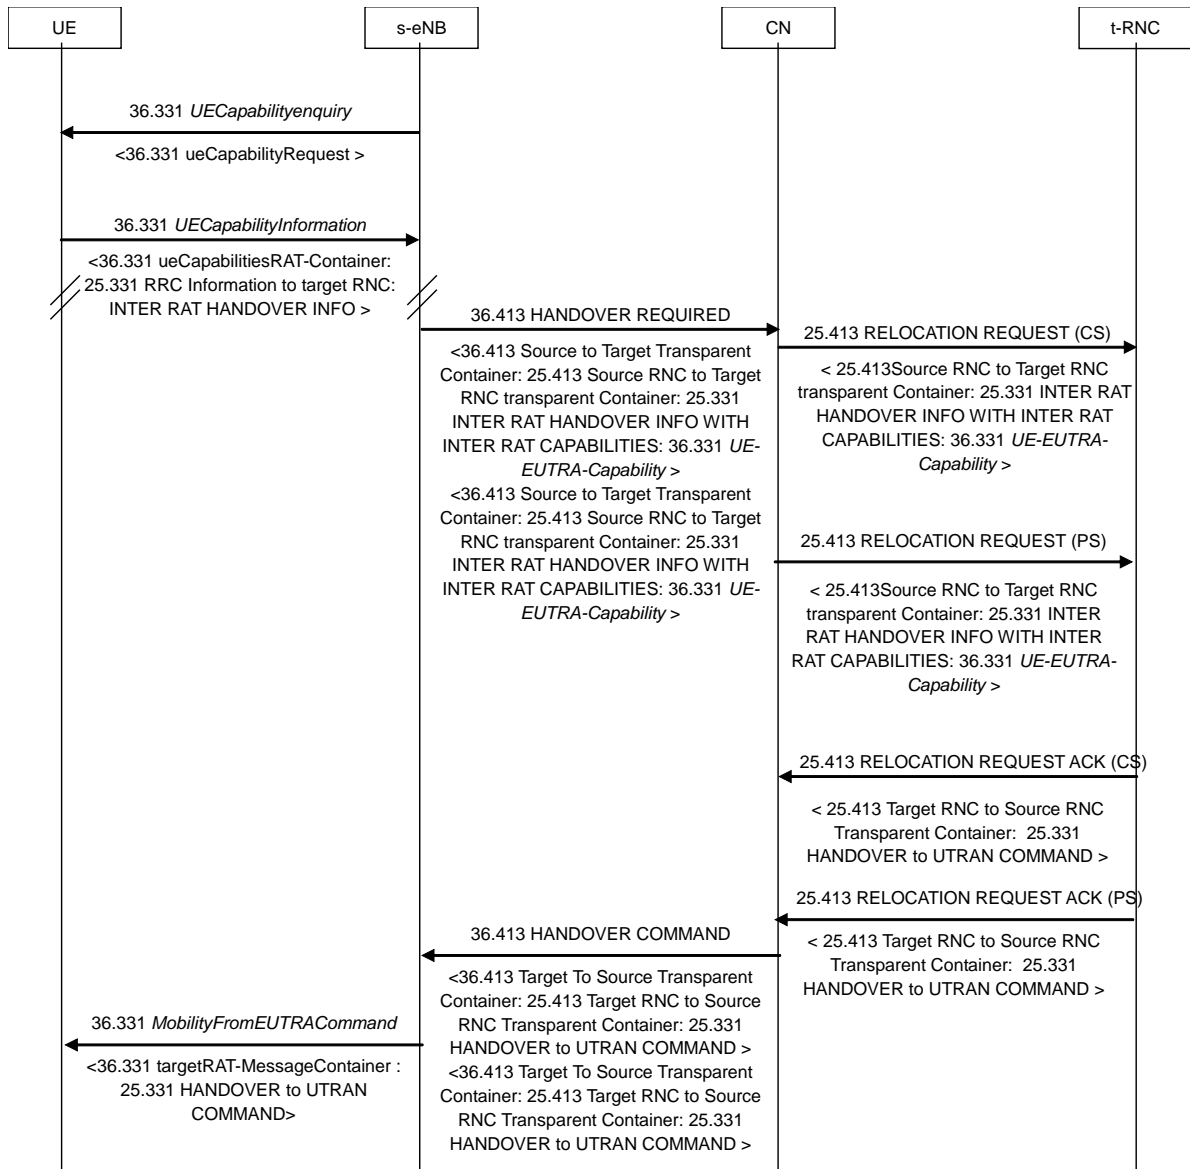 UE
s-eNB
CN
t-RNC
36.331 UECapabilityenquiry
<36.331 ueCapabilityRequest >
36.331 UECapabilityInformation
<36.331 ueCapabilitiesRAT-Container:
25.331 RRC Information to target RNC:
INTER RAT HANDOVER INFO >
36.413 HANDOVER REQUIRED
<36.413 Source to Target Transparent
Container: 25.413 Source RNC to Target
RNC transparent Container: 25.331
INTER RAT HANDOVER INFO WITH
INTER RAT CAPABILITIES: 36.331 UE-
EUTRA-Capability >
<36.413 Source to Target Transparent
Container: 25.413 Source RNC to Target
RNC transparent Container: 25.331
INTER RAT HANDOVER INFO WITH
INTER RAT CAPABILITIES: 36.331 UE-
EUTRA-Capability >
25.413 RELOCATION REQUEST (CS)
< 25.413Source RNC to Target RNC
transparent Container: 25.331 INTER RAT
HANDOVER INFO WITH INTER RAT
CAPABILITIES: 36.331 UE-EUTRA-
Capability >
25.413 RELOCATION REQUEST (PS)
< 25.413Source RNC to Target RNC
transparent Container: 25.331 INTER
RAT HANDOVER INFO WITH INTER
RAT CAPABILITIES: 36.331 UE-EUTRA-
Capability >
25.413 RELOCATION REQUEST ACK (CS)
< 25.413 Target RNC to Source RNC
Transparent Container:  25.331
HANDOVER to UTRAN COMMAND >
25.413 RELOCATION REQUEST ACK (PS)
< 25.413 Target RNC to Source RNC
Transparent Container:  25.331
HANDOVER to UTRAN COMMAND >
36.413 HANDOVER COMMAND
<36.413 Target To Source Transparent
Container: 25.413 Target RNC to Source
RNC Transparent Container: 25.331
HANDOVER to UTRAN COMMAND >
<36.413 Target To Source Transparent
Container: 25.413 Target RNC to Source
RNC Transparent Container: 25.331
HANDOVER to UTRAN COMMAND >
36.331 MobilityFromEUTRACommand
<36.331 targetRAT-MessageContainer :
25.331 HANDOVER to UTRAN
COMMAND>